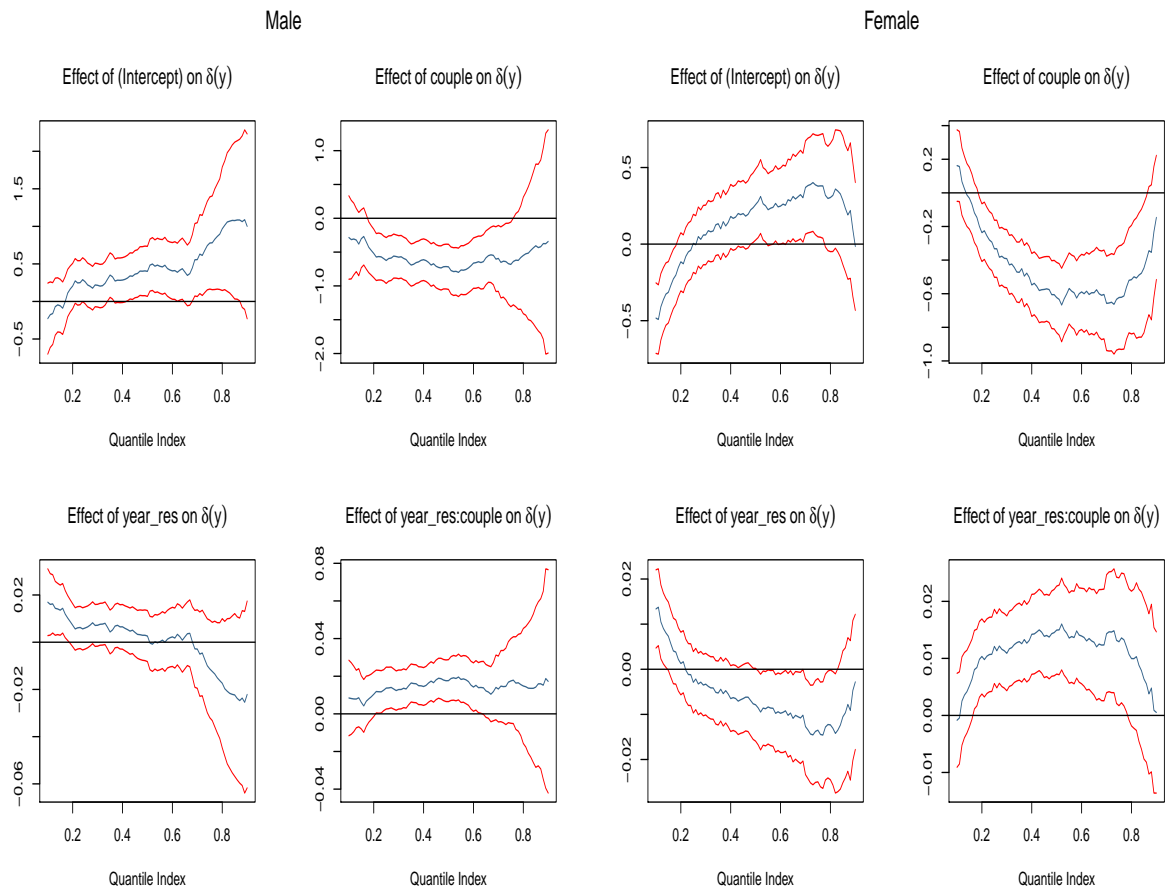 Male
Female
Effect of (Intercept) on δ(y)
Effect of couple on δ(y)
Effect of (Intercept) on δ(y)
Effect of couple on δ(y)
1.5
0.5
−0.5
1.0
0.0
−1.0
−2.0
0.5
0.0
−0.5
0.2
−0.2
−0.6
−1.0
0.2 0.4 0.6 0.8
0.2 0.4 0.6 0.8
0.2 0.4 0.6 0.8
0.2 0.4 0.6 0.8
Quantile Index
Quantile Index
Quantile Index
Quantile Index
Effect of year_res on δ(y)
Effect of year_res:couple on δ(y)
Effect of year_res on δ(y)
Effect of year_res:couple on δ(y)
0.02
−0.02
−0.06
0.08
0.04
0.00
−0.04
0.02
0.00
−0.02
0.02
0.01
0.00
−0.01
0.2 0.4 0.6 0.8
0.2 0.4 0.6 0.8
0.2 0.4 0.6 0.8
0.2 0.4 0.6 0.8
Quantile Index
Quantile Index
Quantile Index
Quantile Index